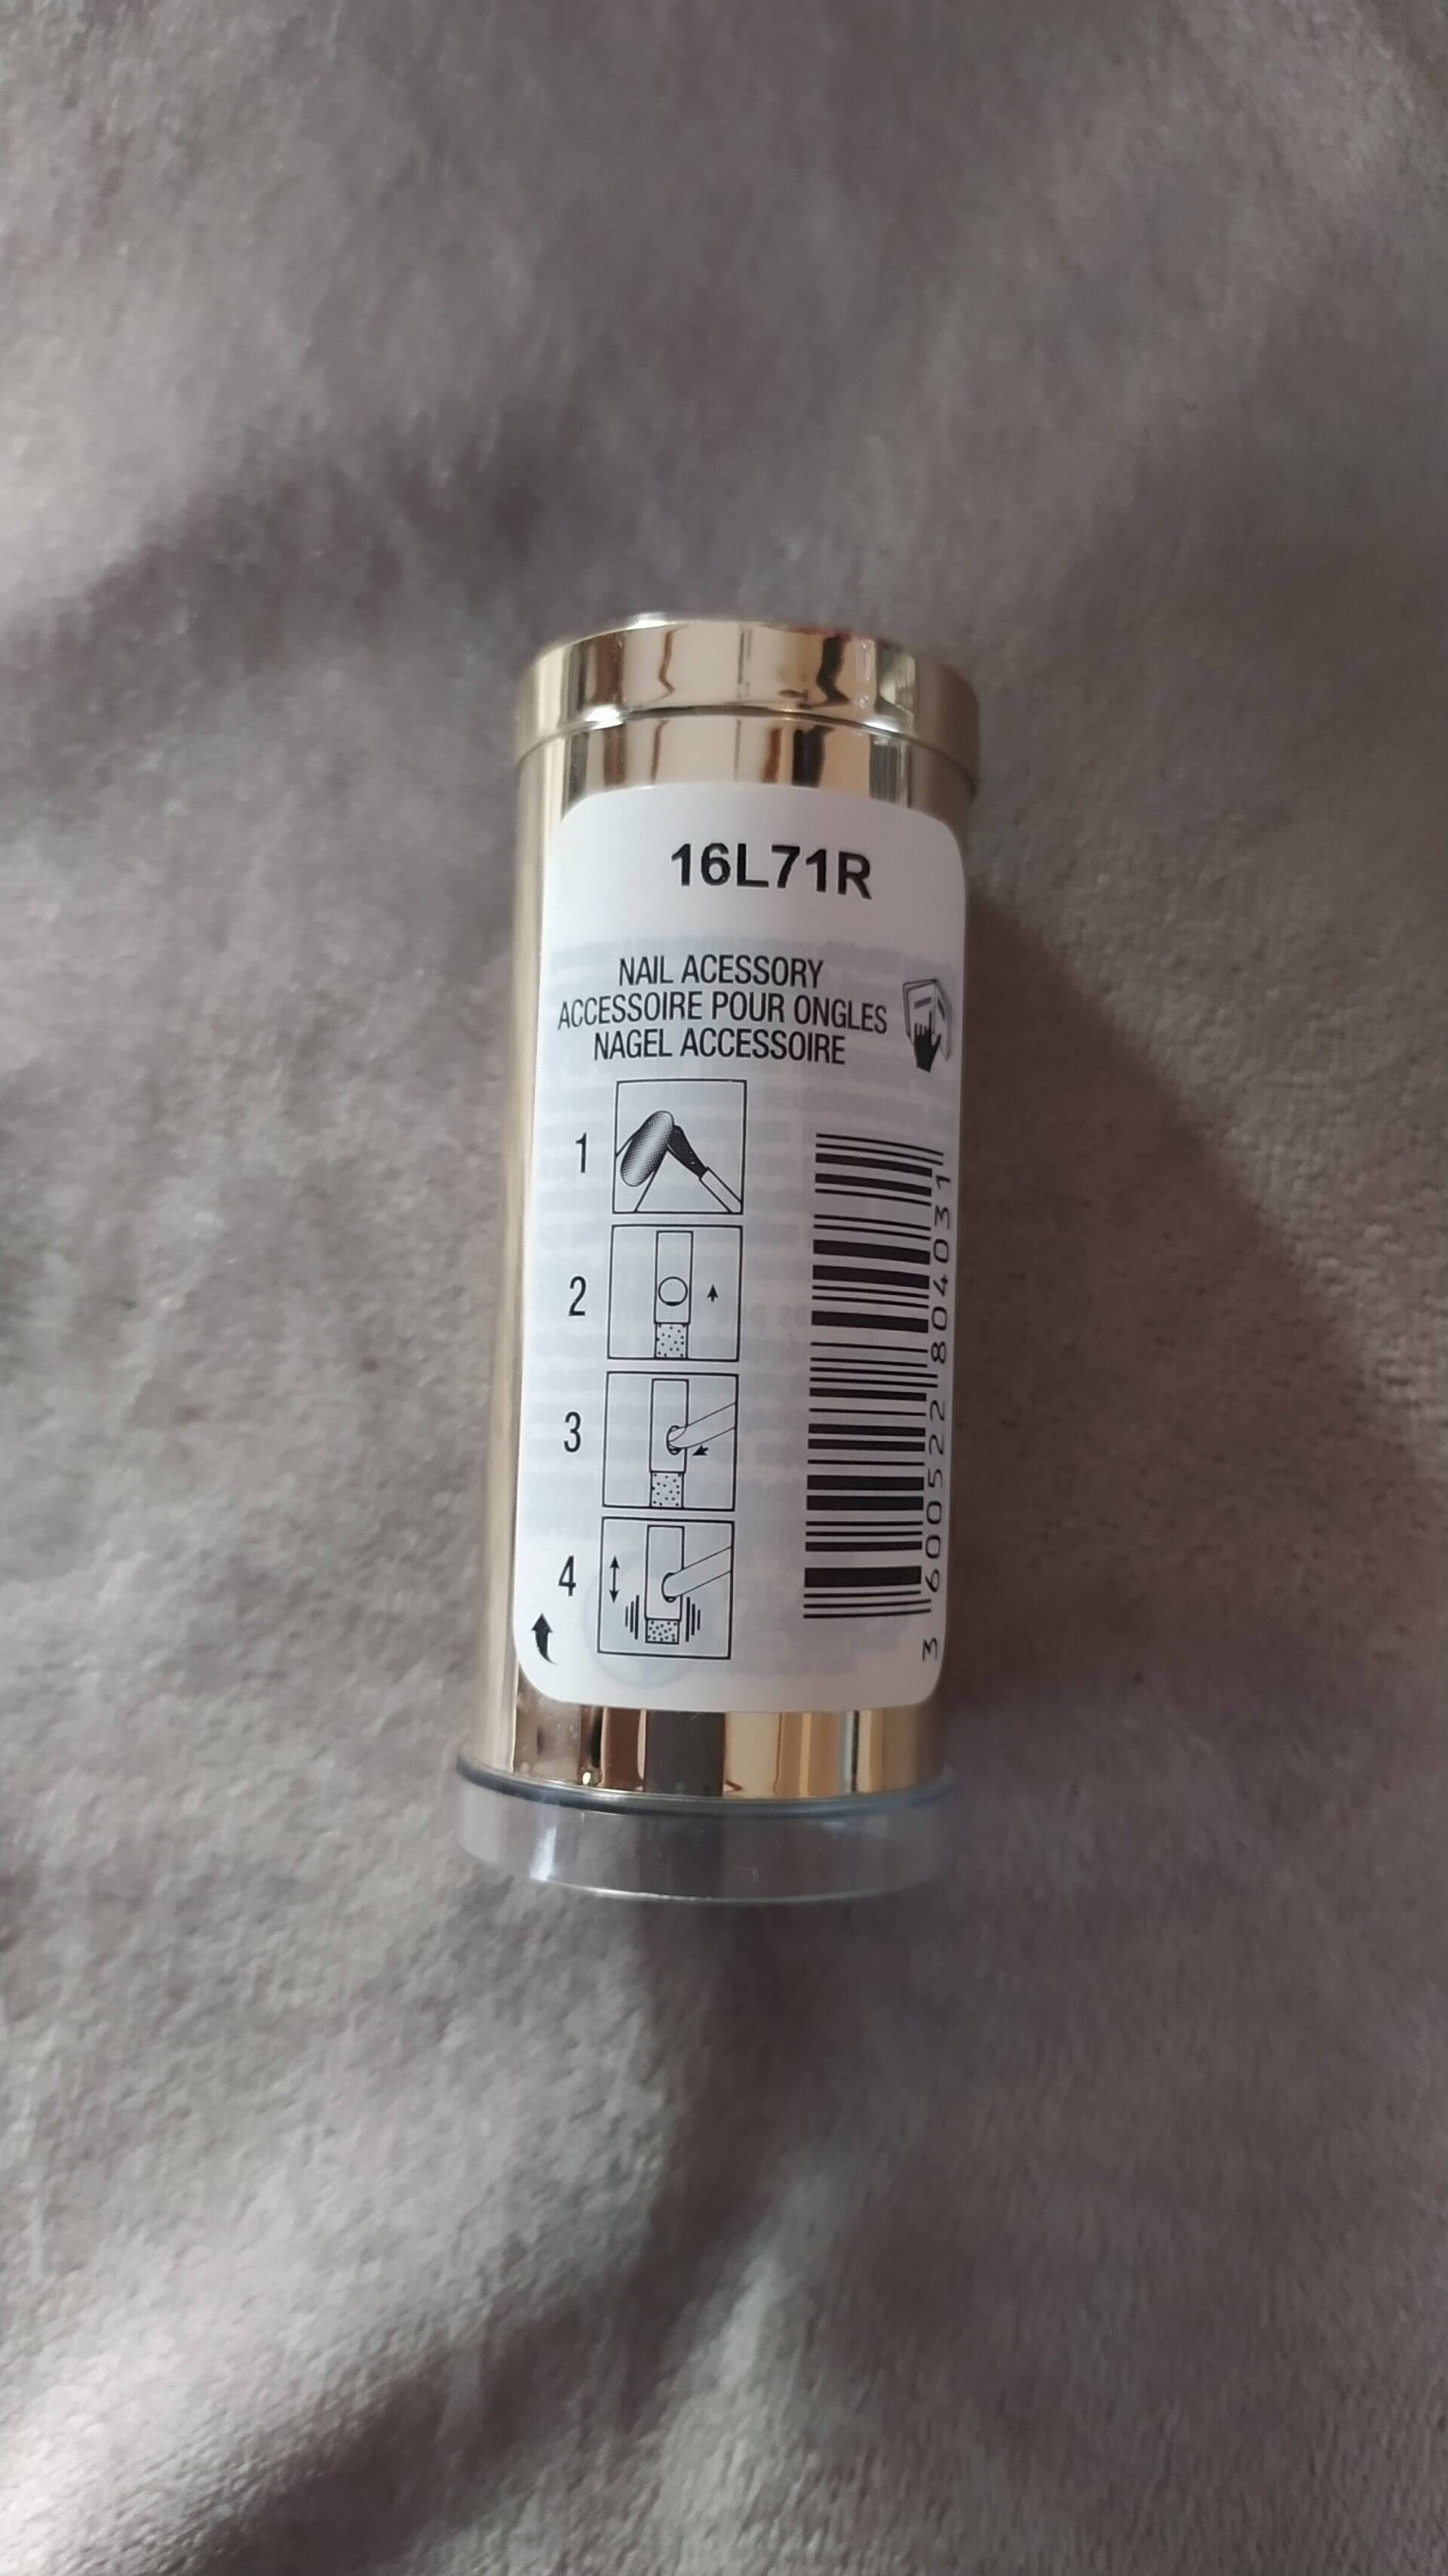 16L71R
NAIL ACESSORY
ACCESSOIRE POUR ONGLES
NAGEL ACCESSOIRE
1
2
3
4
3 600522 804031